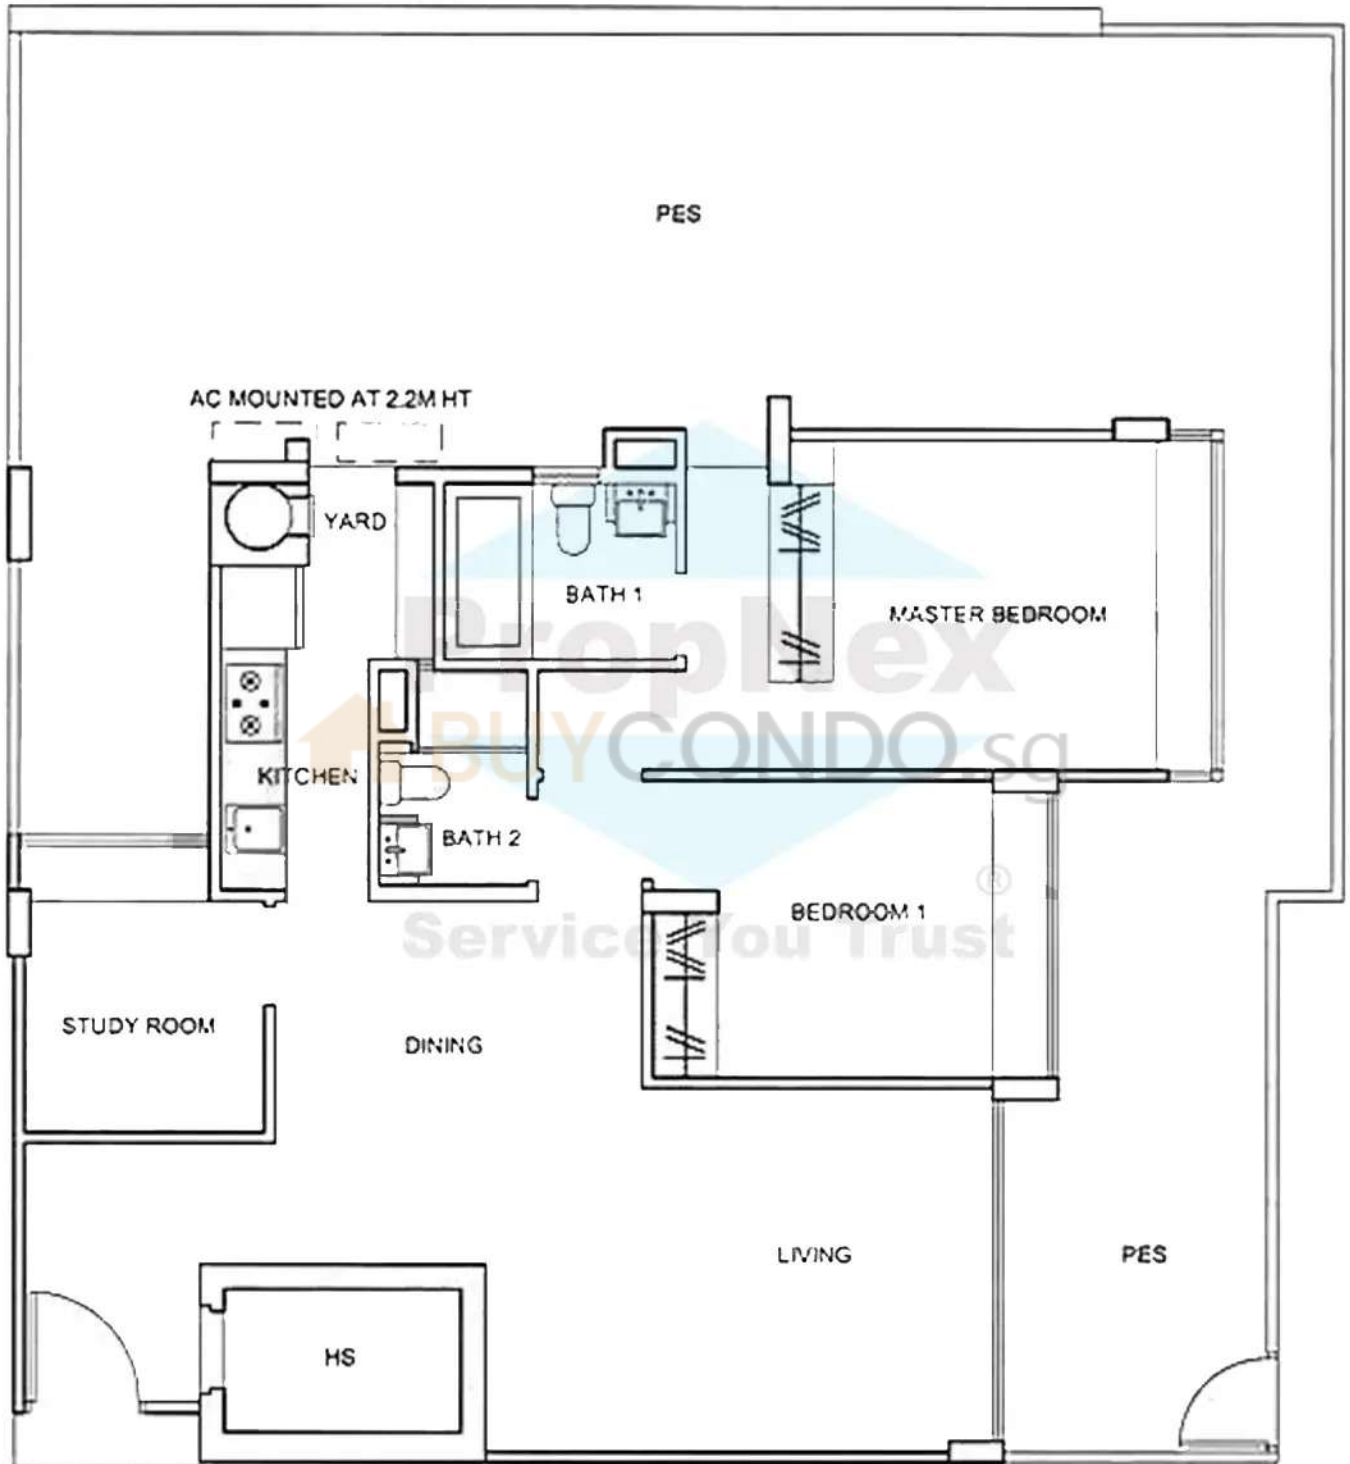 PES
AC MOUNTED AT 2.2M HT
YARD
BATH 1
MASTER BEDROOM
PropNex
BUYCONDO.sg
KITCHEN
BATH 2
®
BEDROOM 1
Service You Trust
STUDY ROOM
DINING
LIVING
PES
HS